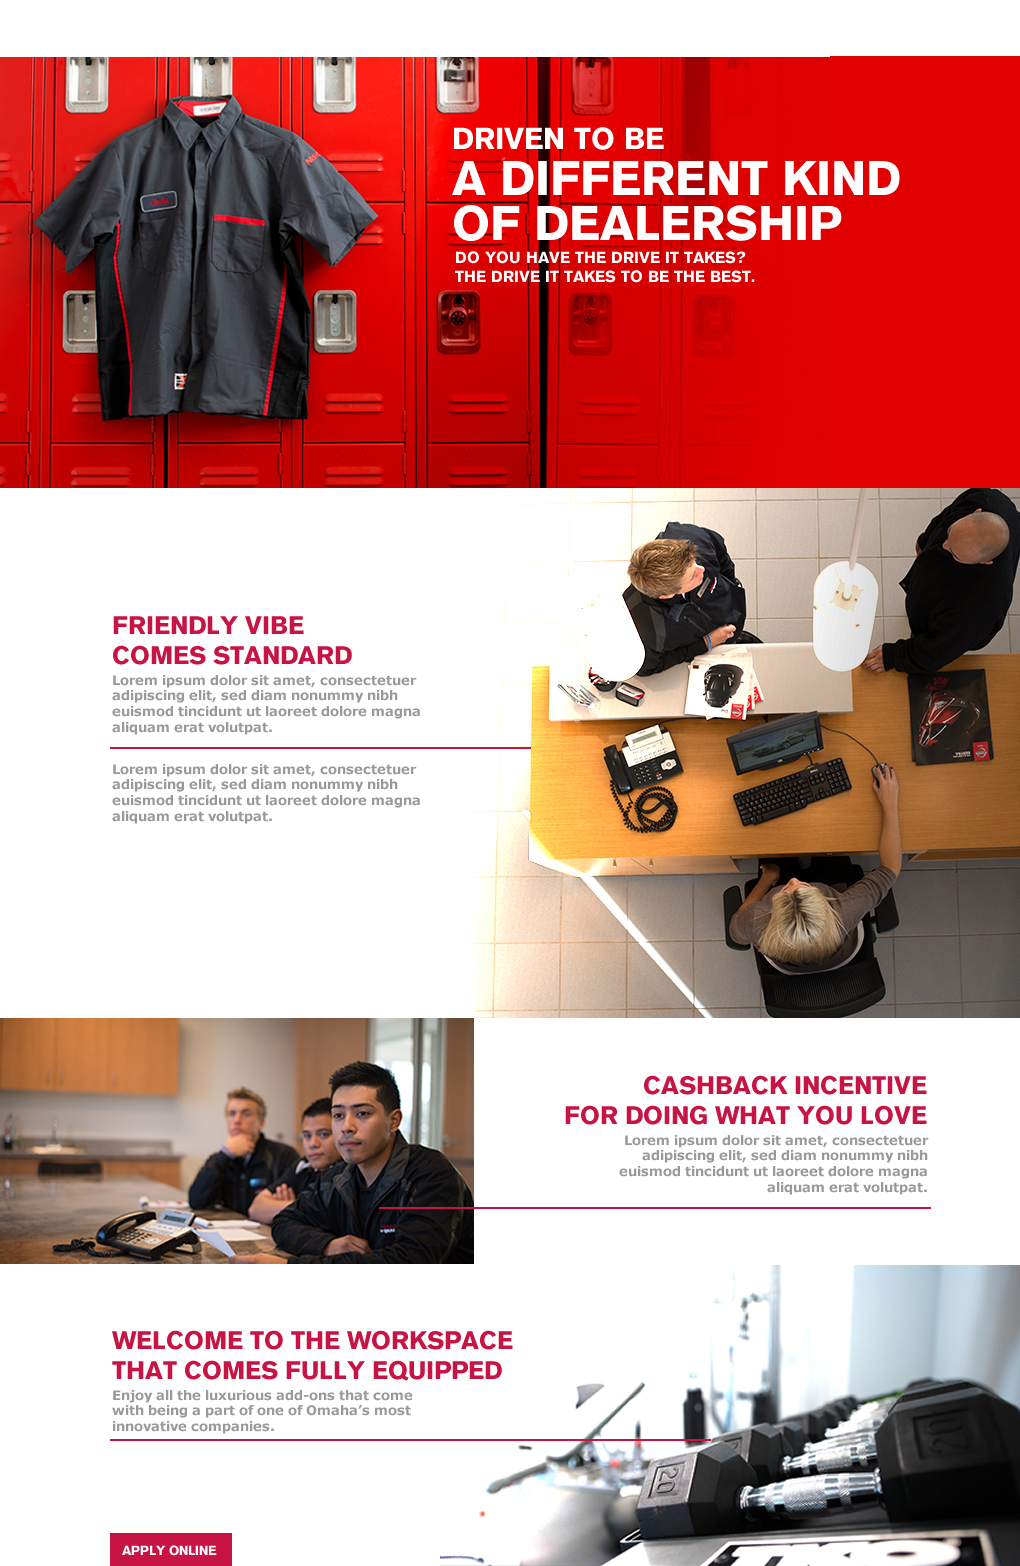 DRIVEN TO BE
A DIFFERENT KIND
OF DEALERSHIP
DO YOU HAVE THE DRIVE IT TAKES?
THE DRIVE IT TAKES TO BE THE BEST.
FRIENDLY VIBE
COMES STANDARD
Lorem ipsum dolor sit amet, consectetuer
adipiscing elit, sed diam nonummy nibh
euismod tincidunt ut laoreet dolore magna
aliquam erat volutpat.
Lorem ipsum dolor sit amet, consectetuer
adipiscing elit, sed diam nonummy nibh
euismod tincidunt ut laoreet dolore magna
aliquam erat volutpat.
CASHBACK INCENTIVE
FOR DOING WHAT YOU LOVE
Lorem ipsum dolor sit amet, consectetuer
adipiscing elit, sed diam nonummy nibh
euismod tincidunt ut laoreet dolore magna
aliquam erat volutpat.
WELCOME TO THE WORKSPACE
THAT COMES FULLY EQUIPPED
Enjoy all the luxurious add-ons that come
with being a part of one of Omaha's most
innovative companies.
20
20
APPLY ONLINE